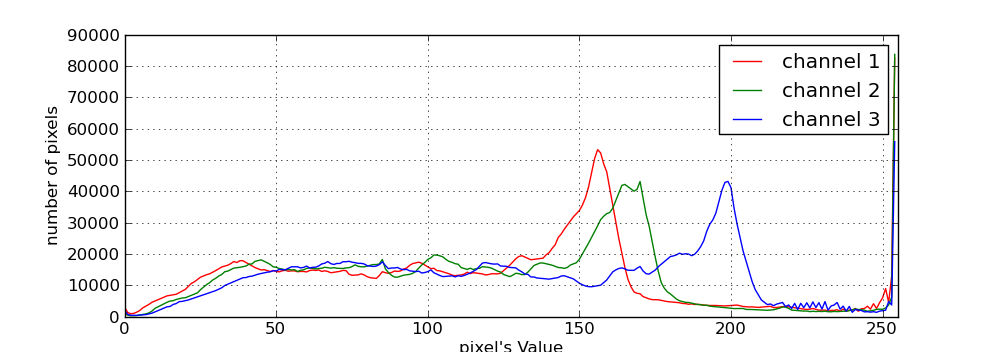 90000
80000
70000
60000
50000
40000
30000
20000
10000
0
number of pixels
channel 1
channel 2
channel 3
0 50 100 150 200 250
pixel's Value